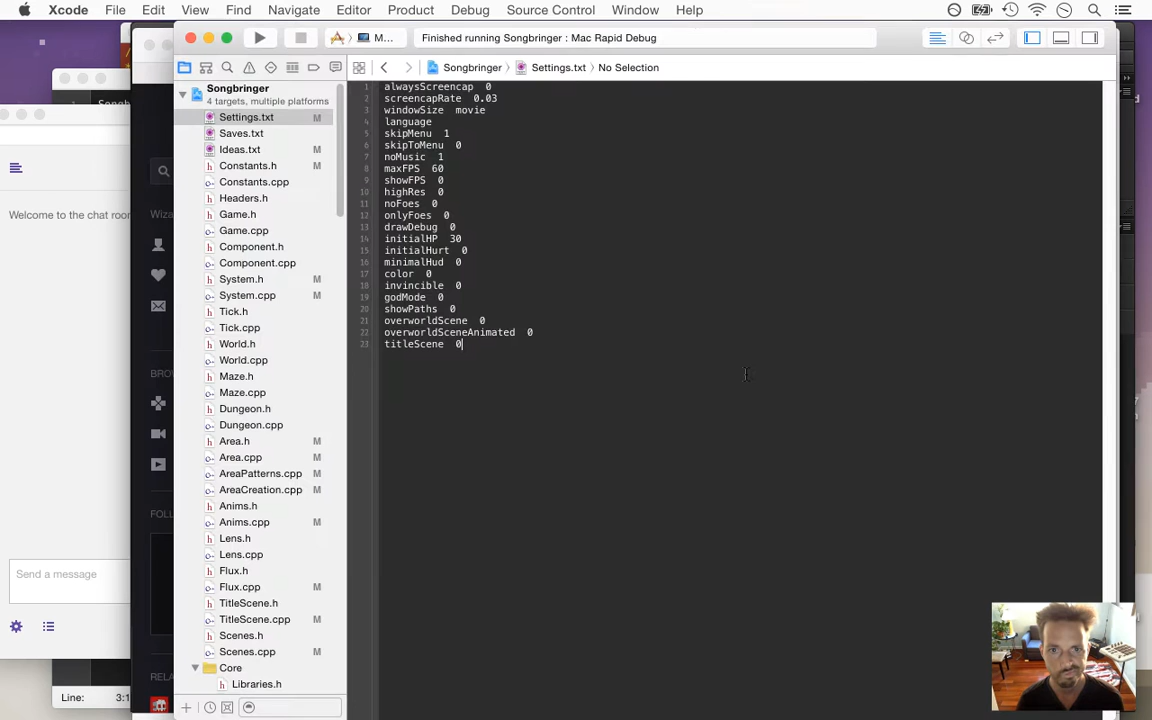 Xcode File Edit View Find Navigate Editor Product Debug Source Control Window Help
M... Finished running Songbringer : Mac Rapid Debug
Songbringer Settings.txt No Selection
Songbringer
4 targets, multiple platforms
Settings.txt M
Saves.txt
Ideas.txt M
Constants.h M
Constants.cpp
Headers.h
Game.h
Game.cpp
Component.h
Component.cpp
System.h M
System.cpp M
Tick.h
Tick.cpp
World.h
World.cpp
Maze.h
Maze.cpp
Dungeon.h
Dungeon.cpp
Area.h M
Area.cpp M
AreaPatterns.cpp M
AreaCreation.cpp M
Anims.h
Anims.cpp M
Lens.h
Lens.cpp
Flux.h
Flux.cpp M
TitleScene.h
TitleScene.cpp M
Scenes.h
Scenes.cpp M
Core
Libraries.h
1 alwaysScreencap 0
2 screencapRate 0.03
3 windowSize movie
4 language
5 skipMenu 1
6 skipToMenu 0
7 noMusic 1
8 maxFPS 60
9 showFPS 0
10 highRes 0
11 noFoes 0
12 onlyFoes 0
13 drawDebug 0
14 initialHP 30
15 initialHurt 0
16 minimalHud 0
17 color 0
18 invincible 0
19 godMode 0
20 showPaths 0
21 overworldScene 0
22 overworldSceneAnimated 0
23 titleScene 0
Welcome to the chat room
Send a message
Wiza
FOLL
RELA
Line: 3:1